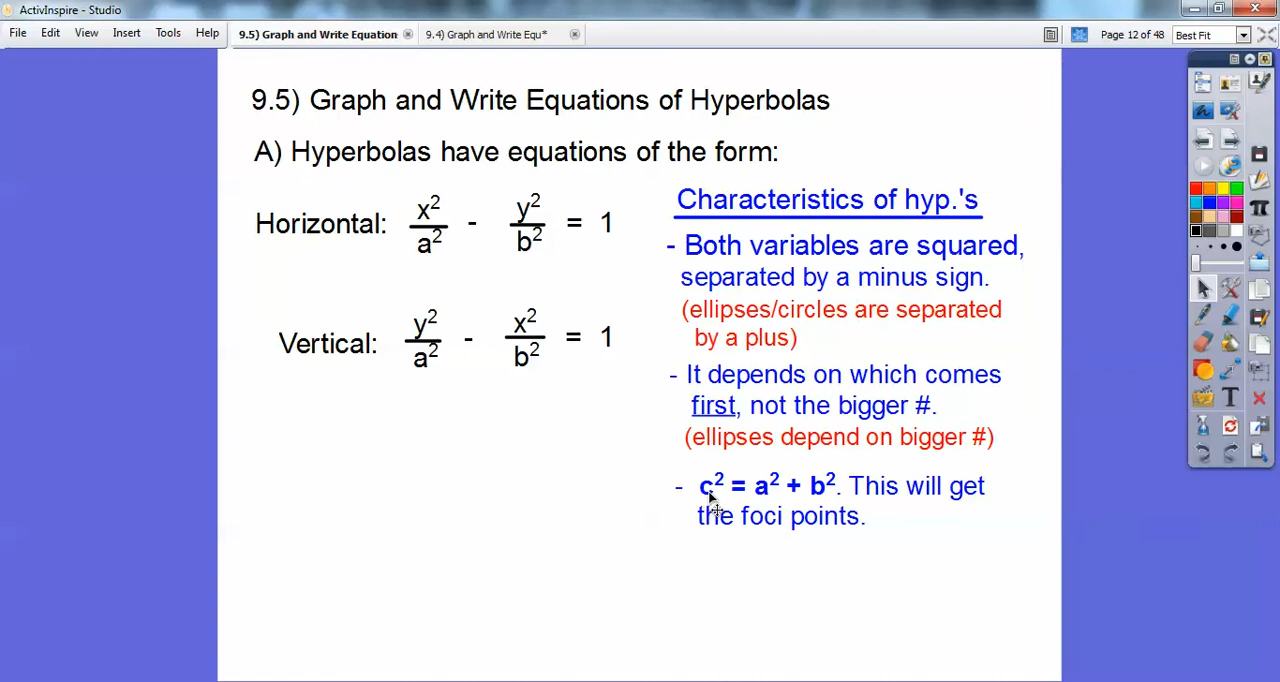 ActivInspire - Studio
File Edit View Insert Tools Help
9.5) Graph and Write Equation
9.4) Graph and Write Equ*
Page 12 of 48
Best Fit
9.5) Graph and Write Equations of Hyperbolas
A) Hyperbolas have equations of the form:
Horizontal: x²/a² - y²/b² = 1
Vertical: y²/a² - x²/b² = 1
Characteristics of hyp.'s
- Both variables are squared,
separated by a minus sign.
(ellipses/circles are separated
by a plus)
- It depends on which comes
first, not the bigger #.
(ellipses depend on bigger #)
- c² = a² + b². This will get
the foci points.